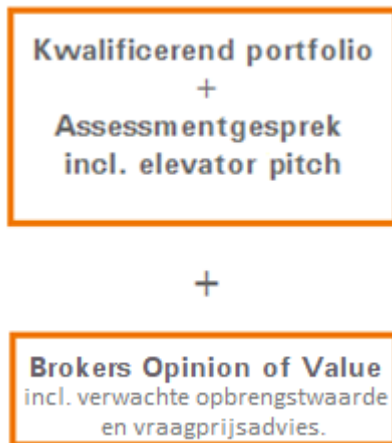 Kwalificerend portfolio
+
Assessmentgesprek
incl. elevator pitch
+
Brokers Opinion of Value
incl. verwachte opbrengstwaarde
en vraagprijsadvies.